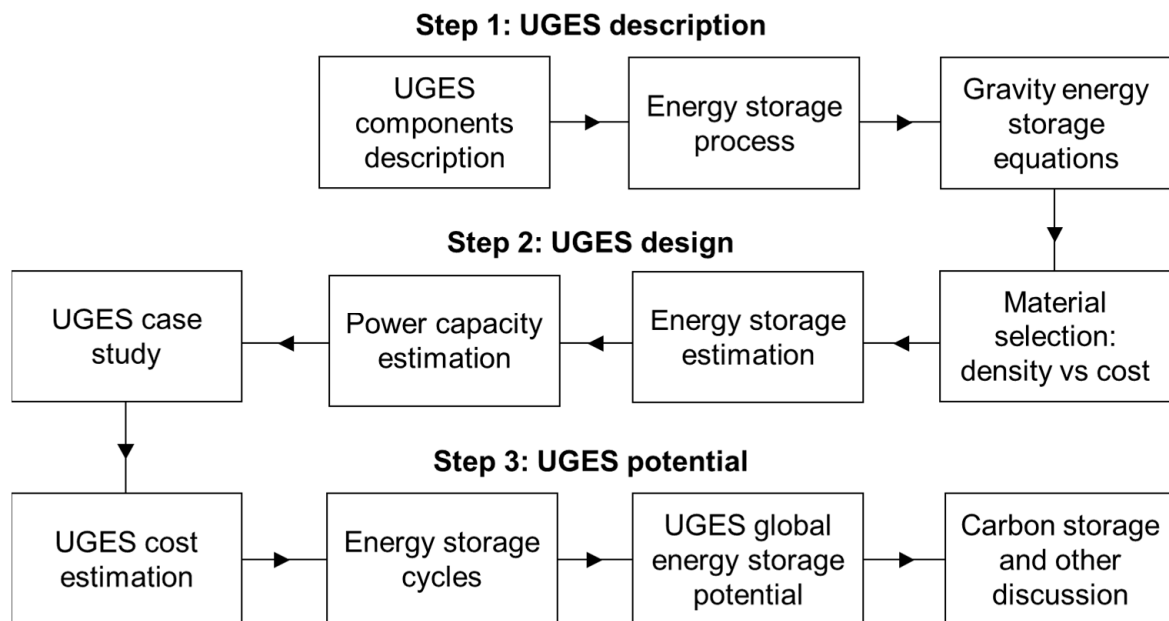 Step 1: UGES description
UGES
components
description
Energy storage
process
Gravity energy
storage
equations
Step 2: UGES design
UGES case
study
Power capacity
estimation
Energy storage
estimation
Material
selection:
density vs cost
Step 3: UGES potential
UGES cost
estimation
Energy storage
cycles
UGES global
energy storage
potential
Carbon storage
and other
discussion